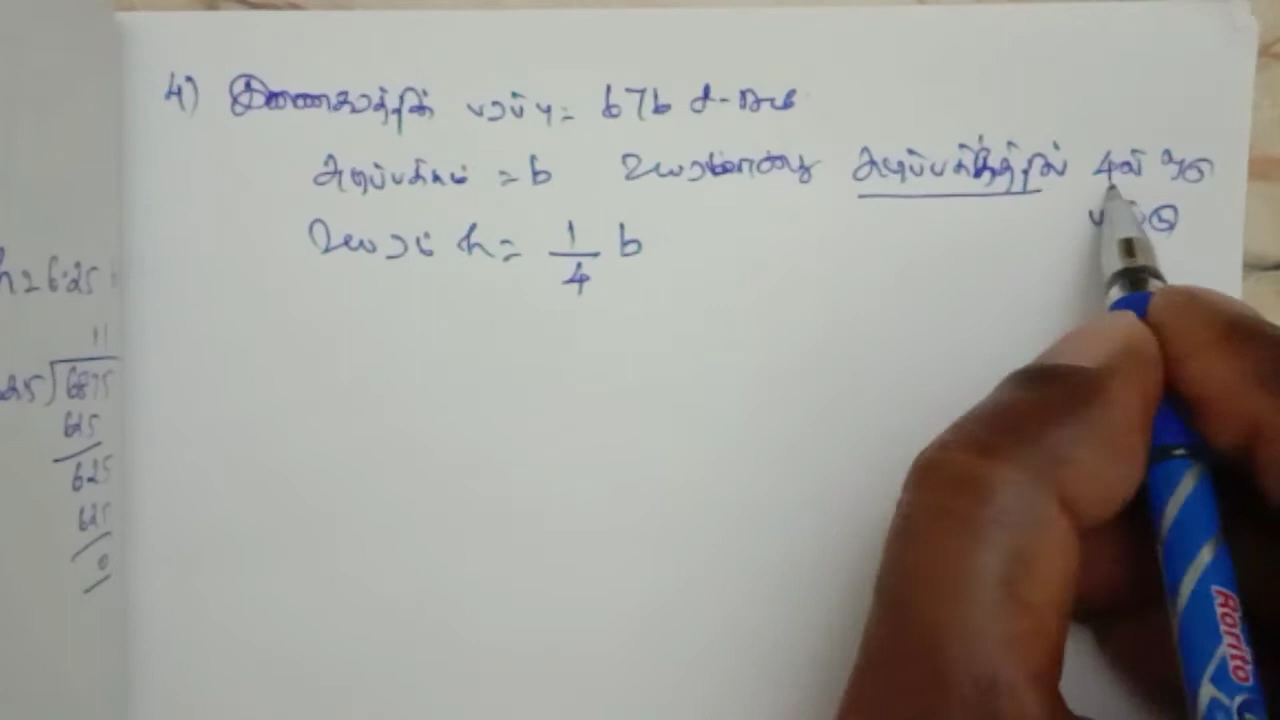 4) இணைகரத்தின் பரப்பு = 676 ச.செமீ
அடிப்பக்கம் = b உயரமானது அடிப்பக்கத்தில் 4ல் ஒரு
உயரம் h = 1/4 b
h = 6.25
11
25 ) 6875
625
625
625
0
Rorito